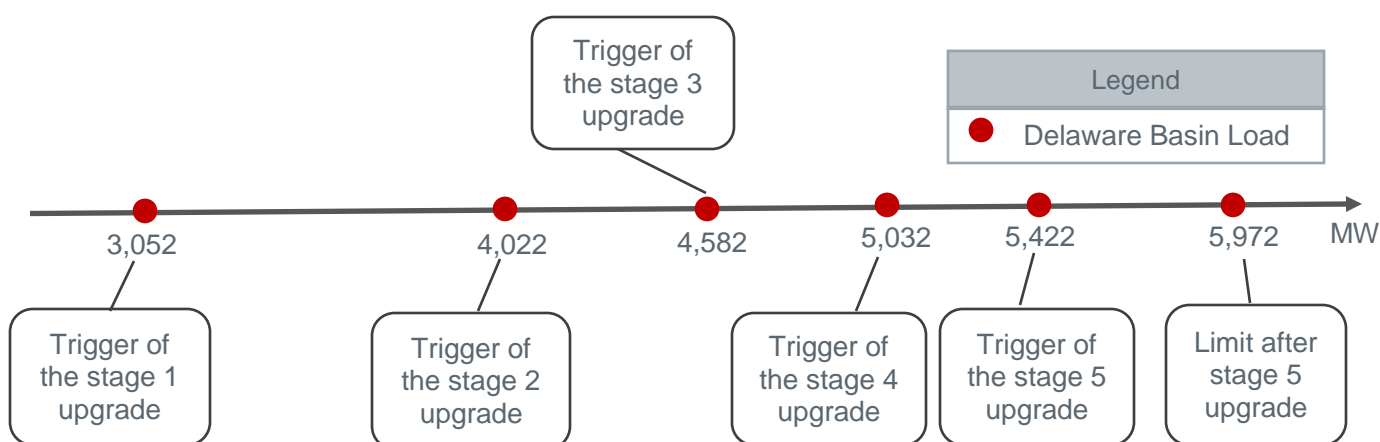 Trigger of
the stage 3
upgrade
Legend
Delaware Basin Load
3,052
4,022
4,582
5,032
5,422
5,972
MW
Trigger of
the stage 1
upgrade
Trigger of
the stage 2
upgrade
Trigger of
the stage 4
upgrade
Trigger of
the stage 5
upgrade
Limit after
stage 5
upgrade